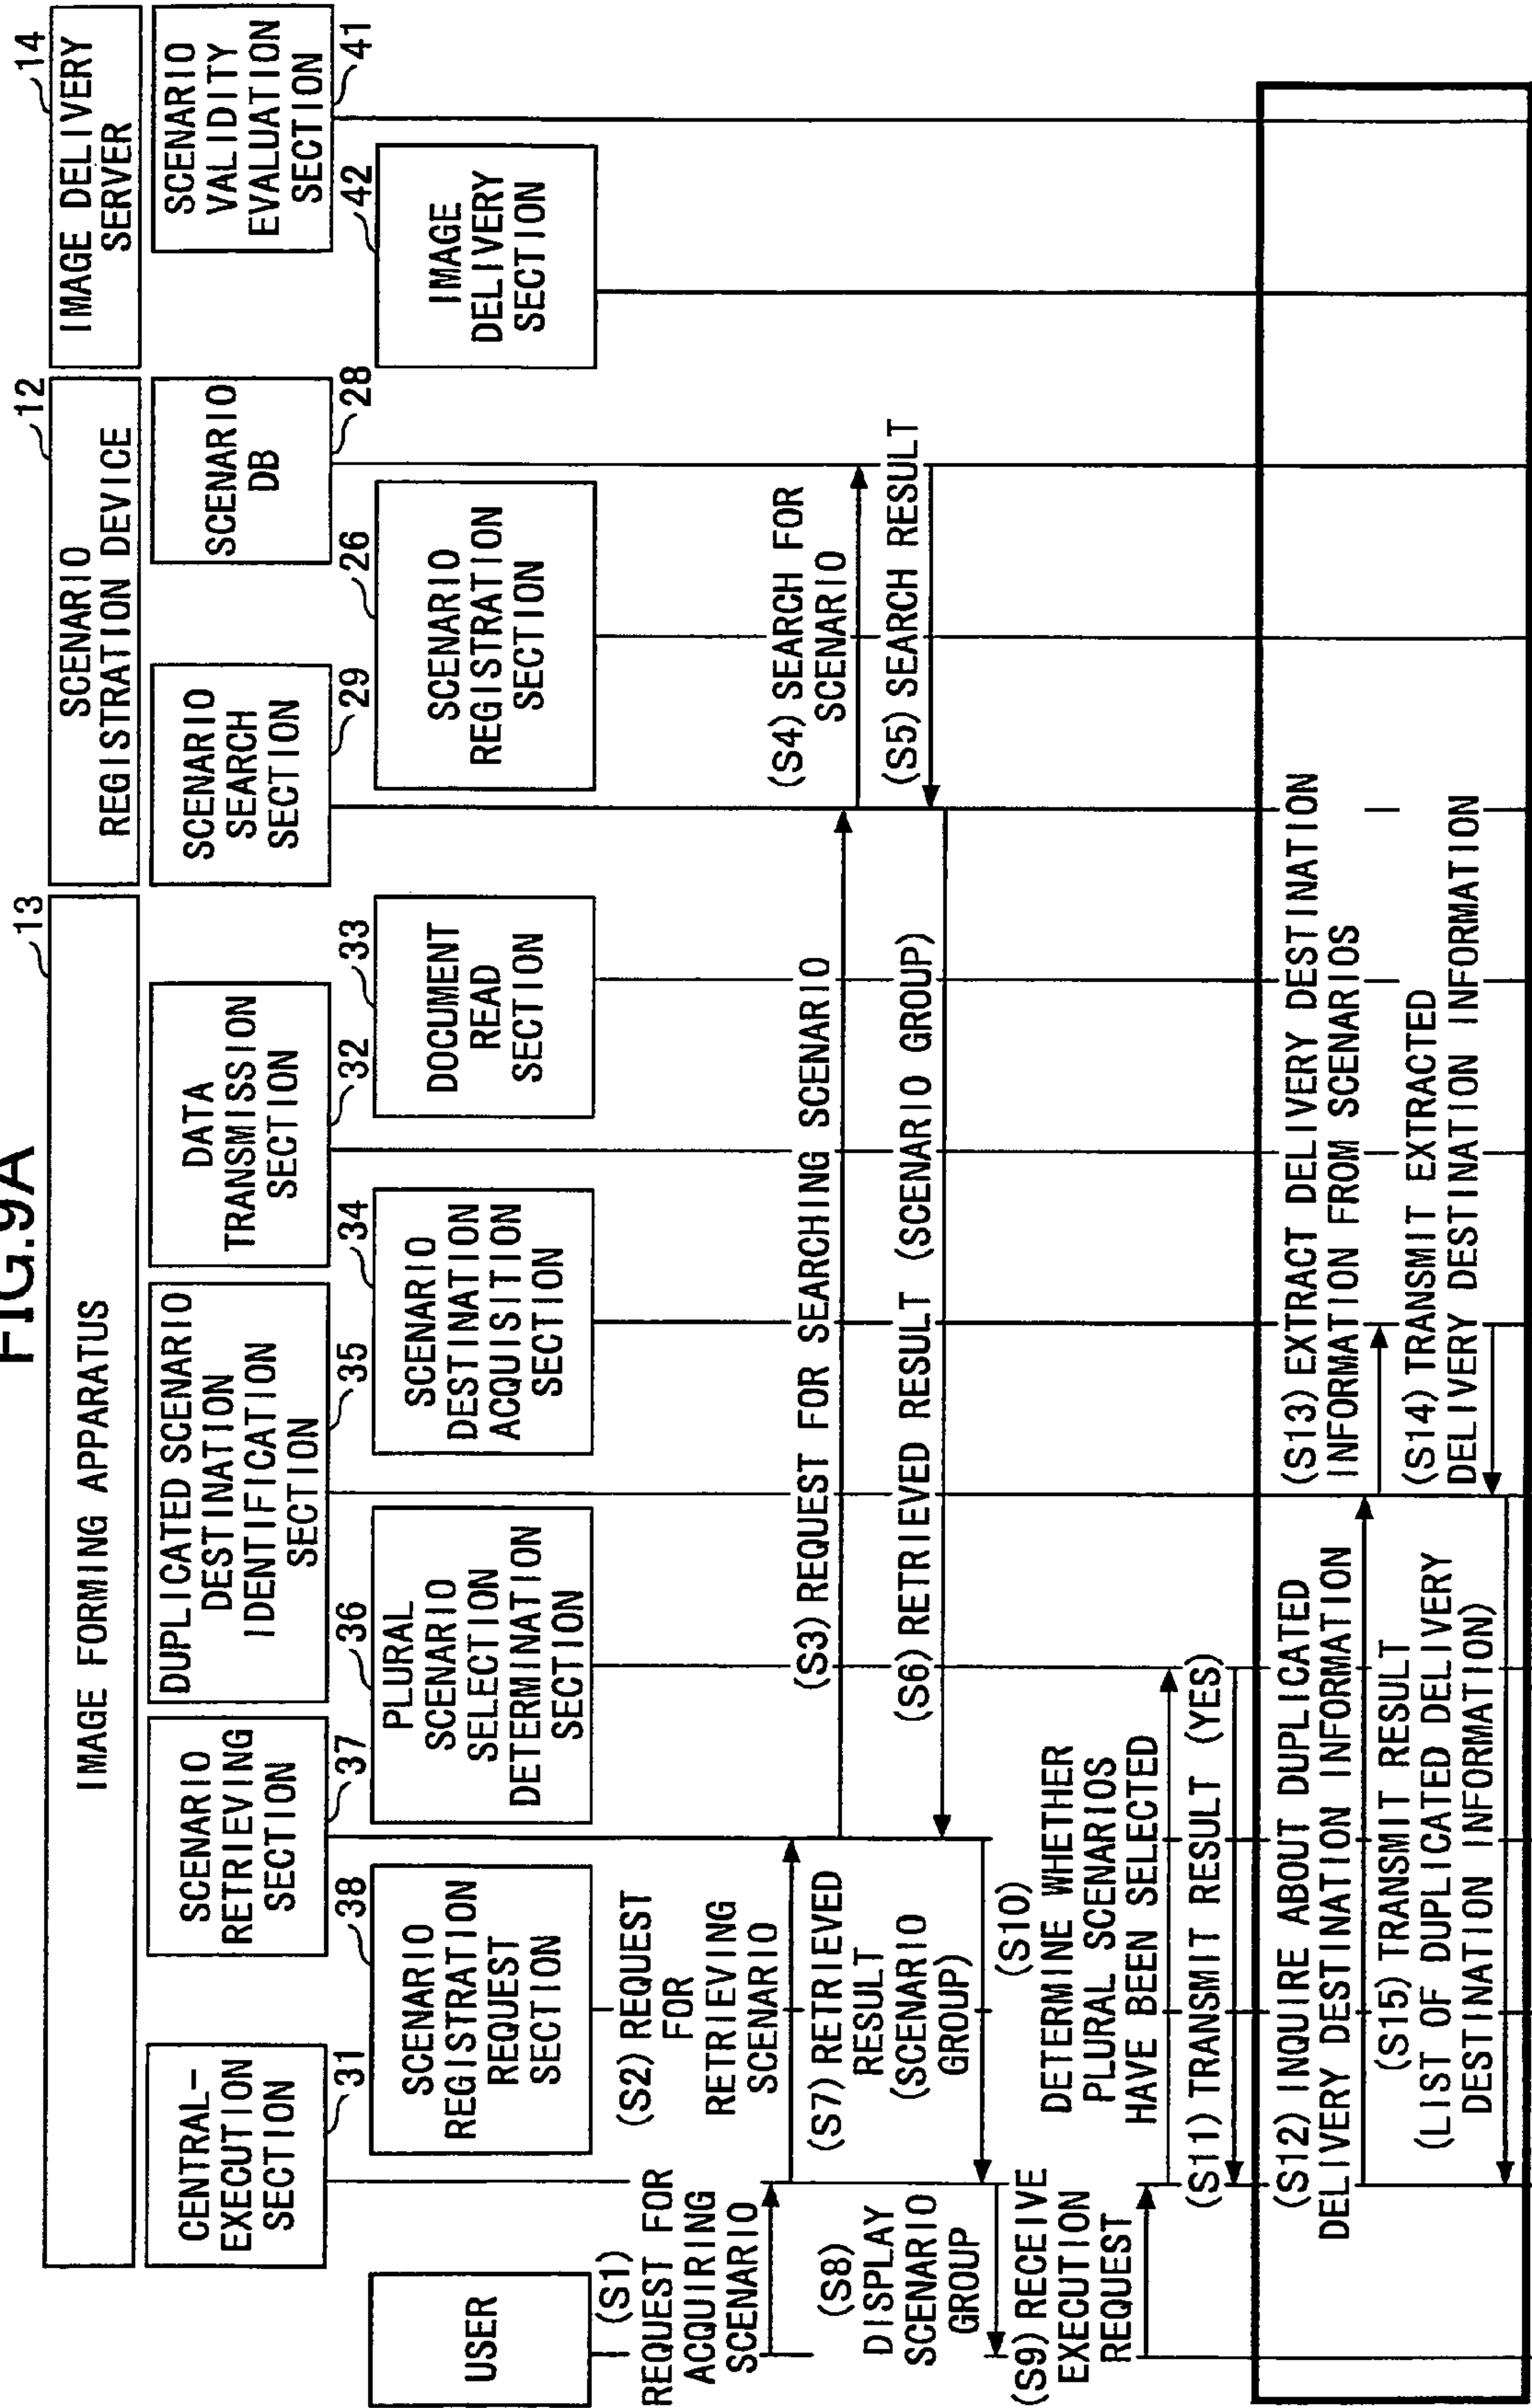 FIG.9A
13
IMAGE FORMING APPARATUS
12
SCENARIO
REGISTRATION DEVICE
14
IMAGE DELIVERY
SERVER
CENTRAL-
EXECUTION
SECTION
31
SCENARIO
RETRIEVING
SECTION
37
DUPLICATED SCENARIO
DESTINATION
IDENTIFICATION
SECTION
35
DATA
TRANSMISSION
SECTION
32
SCENARIO
SEARCH
SECTION
29
SCENARIO
DB
28
SCENARIO
VALIDITY
EVALUATION
SECTION
41
USER
38
SCENARIO
REGISTRATION
REQUEST
SECTION
36
PLURAL
SCENARIO
SELECTION
DETERMINATION
SECTION
34
SCENARIO
DESTINATION
ACQUISITION
SECTION
33
DOCUMENT
READ
SECTION
26
SCENARIO
REGISTRATION
SECTION
42
IMAGE
DELIVERY
SECTION
(S1)
REQUEST FOR
ACQUIRING
SCENARIO
(S2) REQUEST
FOR
RETRIEVING
SCENARIO
(S3) REQUEST FOR SEARCHING SCENARIO
(S4) SEARCH FOR
SCENARIO
(S5) SEARCH RESULT
(S6) RETRIEVED RESULT (SCENARIO GROUP)
(S7) RETRIEVED
RESULT
(SCENARIO
GROUP)
(S8)
DISPLAY
SCENARIO
GROUP
(S9) RECEIVE
EXECUTION
REQUEST
(S10)
DETERMINE WHETHER
PLURAL SCENARIOS
HAVE BEEN SELECTED
(S11) TRANSMIT RESULT (YES)
(S12) INQUIRE ABOUT DUPLICATED
DELIVERY DESTINATION INFORMATION
(S13) EXTRACT DELIVERY DESTINATION
INFORMATION FROM SCENARIOS
(S14) TRANSMIT EXTRACTED
DELIVERY DESTINATION INFORMATION
(S15) TRANSMIT RESULT
(LIST OF DUPLICATED DELIVERY
DESTINATION INFORMATION)